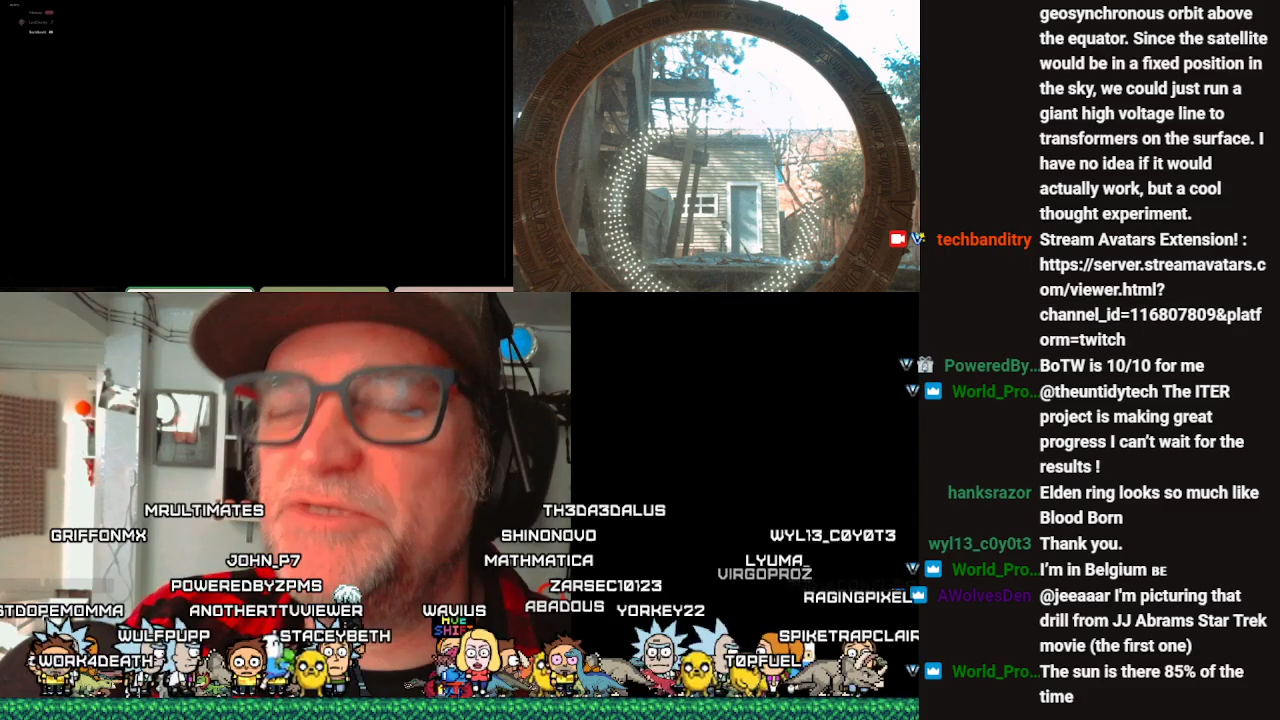 geosynchronous orbit above
the equator. Since the satellite
would be in a fixed position in
the sky, we could just run a
giant high voltage line to
transformers on the surface. I
have no idea if it would
actually work, but a cool
thought experiment.
techbanditry Stream Avatars Extension! :
https://server.streamavatars.c
om/viewer.html?
channel_id=116807809&platf
orm=twitch
PoweredBy... BoTW is 10/10 for me
World_Pro... @theuntidytech The ITER
project is making great
progress I can't wait for the
results !
hanksrazor Elden ring looks so much like
Blood Born
wyl13_c0y0t3 Thank you.
World_Pro... I'm in Belgium BE
AWolvesDen @jeeaaar I'm picturing that
drill from JJ Abrams Star Trek
movie (the first one)
World_Pro... The sun is there 85% of the
time
MRULTIMATES
TH3DA3DALUS
GRIFFONMX
SHINONOVO
WYL13_C0Y0T3
JOHN_P7
MATHMATICA
LYUMA_
VIRGOPROZ
POWEREDBYZPMS
ZARSEC10123
RAGINGPIXEL
STDOPEMOMMA
ANOTHERTTVVIEWER
WAVIUS
ABADOUS
YORKEY22
WULFPUPP
STACEYBETH
SPIKETRAPCLAIR
WORK4DEATH
T0PFUEL